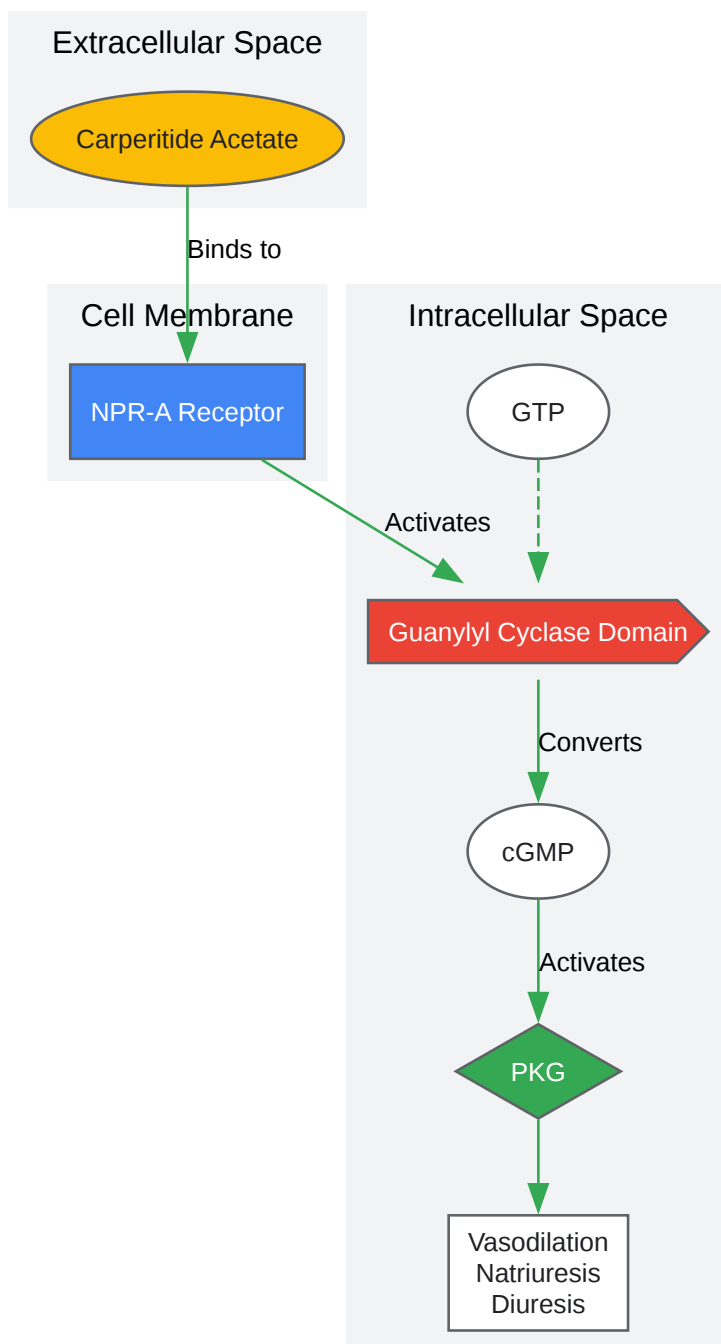 Extracellular Space
Carperitide Acetate
Binds to
Cell Membrane
Intracellular Space
NPR-A Receptor
GTP
Activates
Guanylyl Cyclase Domain
Converts
cGMP
Activates
PKG
Vasodilation
Natriuresis
Diuresis